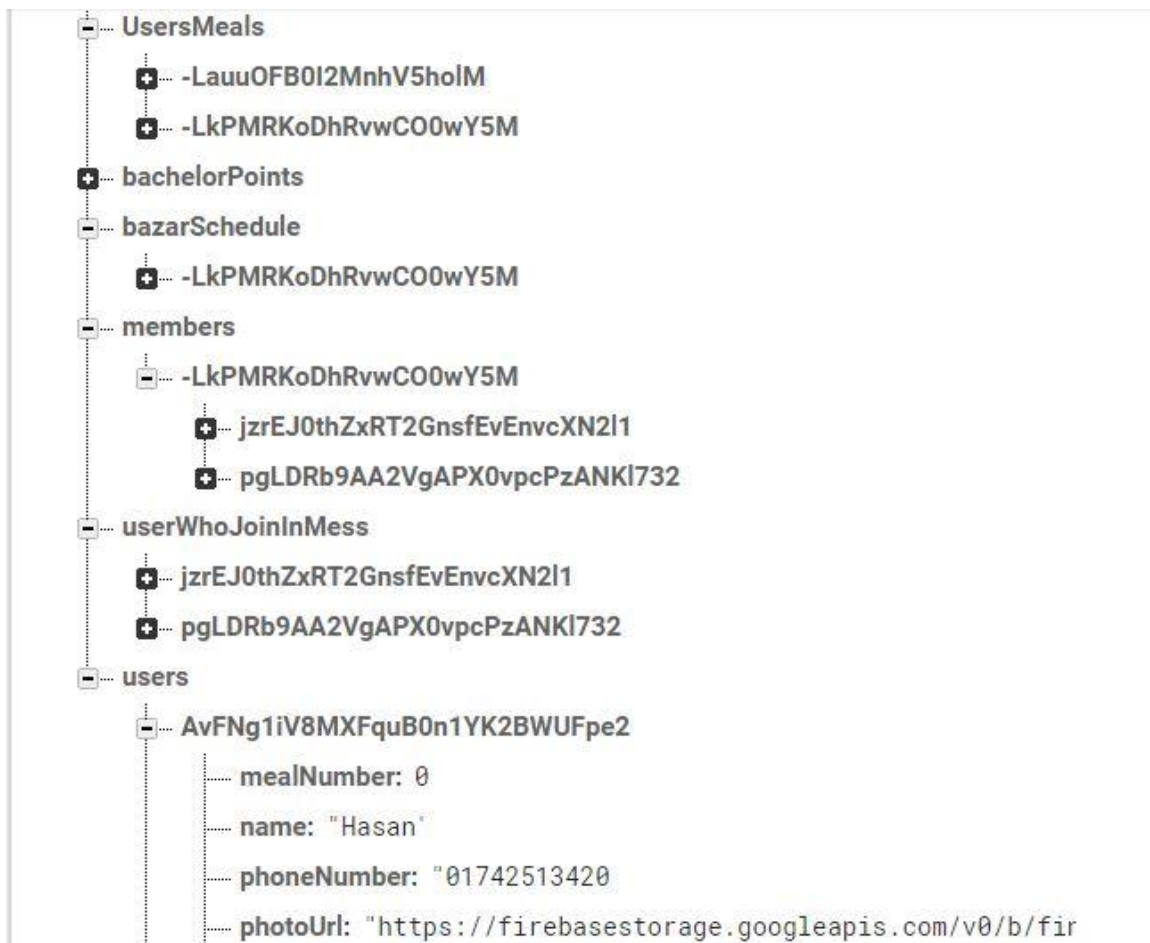 UsersMeals
-LauuOFB0I2MnhV5holM
-LkPMRKoDhRvwCO0wY5M
bachelorPoints
bazarSchedule
-LkPMRKoDhRvwCO0wY5M
members
-LkPMRKoDhRvwCO0wY5M
jzrEJ0thZxRT2GnsfEvEnvcXN2l1
pgLDRb9AA2VgAPX0vpcPzANKl732
userWhoJoinInMess
jzrEJ0thZxRT2GnsfEvEnvcXN2l1
pgLDRb9AA2VgAPX0vpcPzANKl732
users
AvFNg1iV8MXFquB0n1YK2BWUFpe2
mealNumber: 0
name: "Hasan'
phoneNumber: "01742513420
photoUrl: "https://firebasestorage.googleapis.com/v0/b/fir